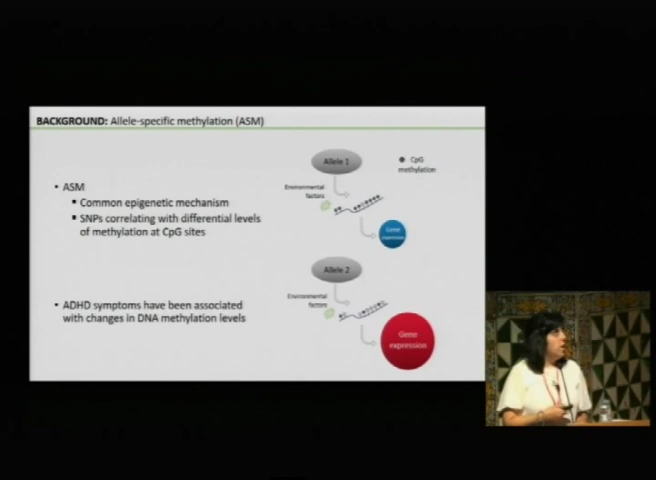 BACKGROUND: Allele-specific methylation (ASM)
Allele 1
CpG
methylation
Environmental
factors
Gene
expression
• ASM
▪ Common epigenetic mechanism
▪ SNPs correlating with differential levels
of methylation at CpG sites
Allele 2
Environmental
factors
Gene
expression
• ADHD symptoms have been associated
with changes in DNA methylation levels